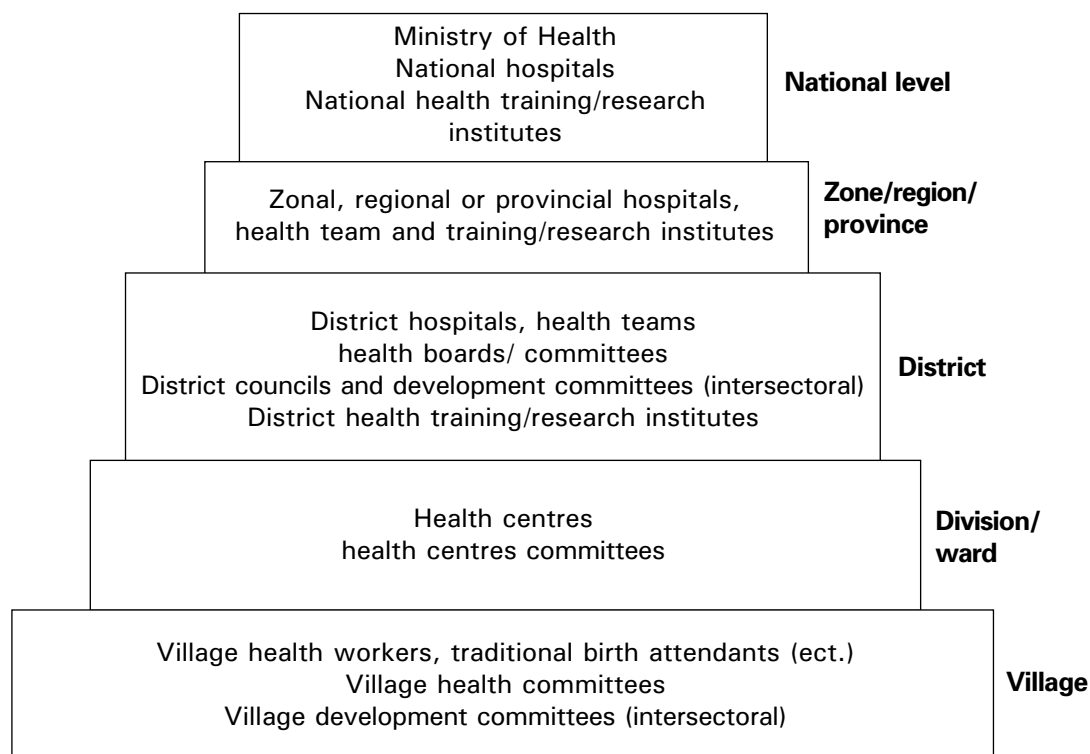 Ministry of Health
National hospitals
National health training/research
institutes
National level
Zonal, regional or provincial hospitals,
health team and training/research institutes
Zone/region/
province
District hospitals, health teams
health boards/ committees
District councils and development committees (intersectoral)
District health training/research institutes
District
Health centres
health centres committees
Division/
ward
Village health workers, traditional birth attendants (ect.)
Village health committees
Village development committees (intersectoral)
Village